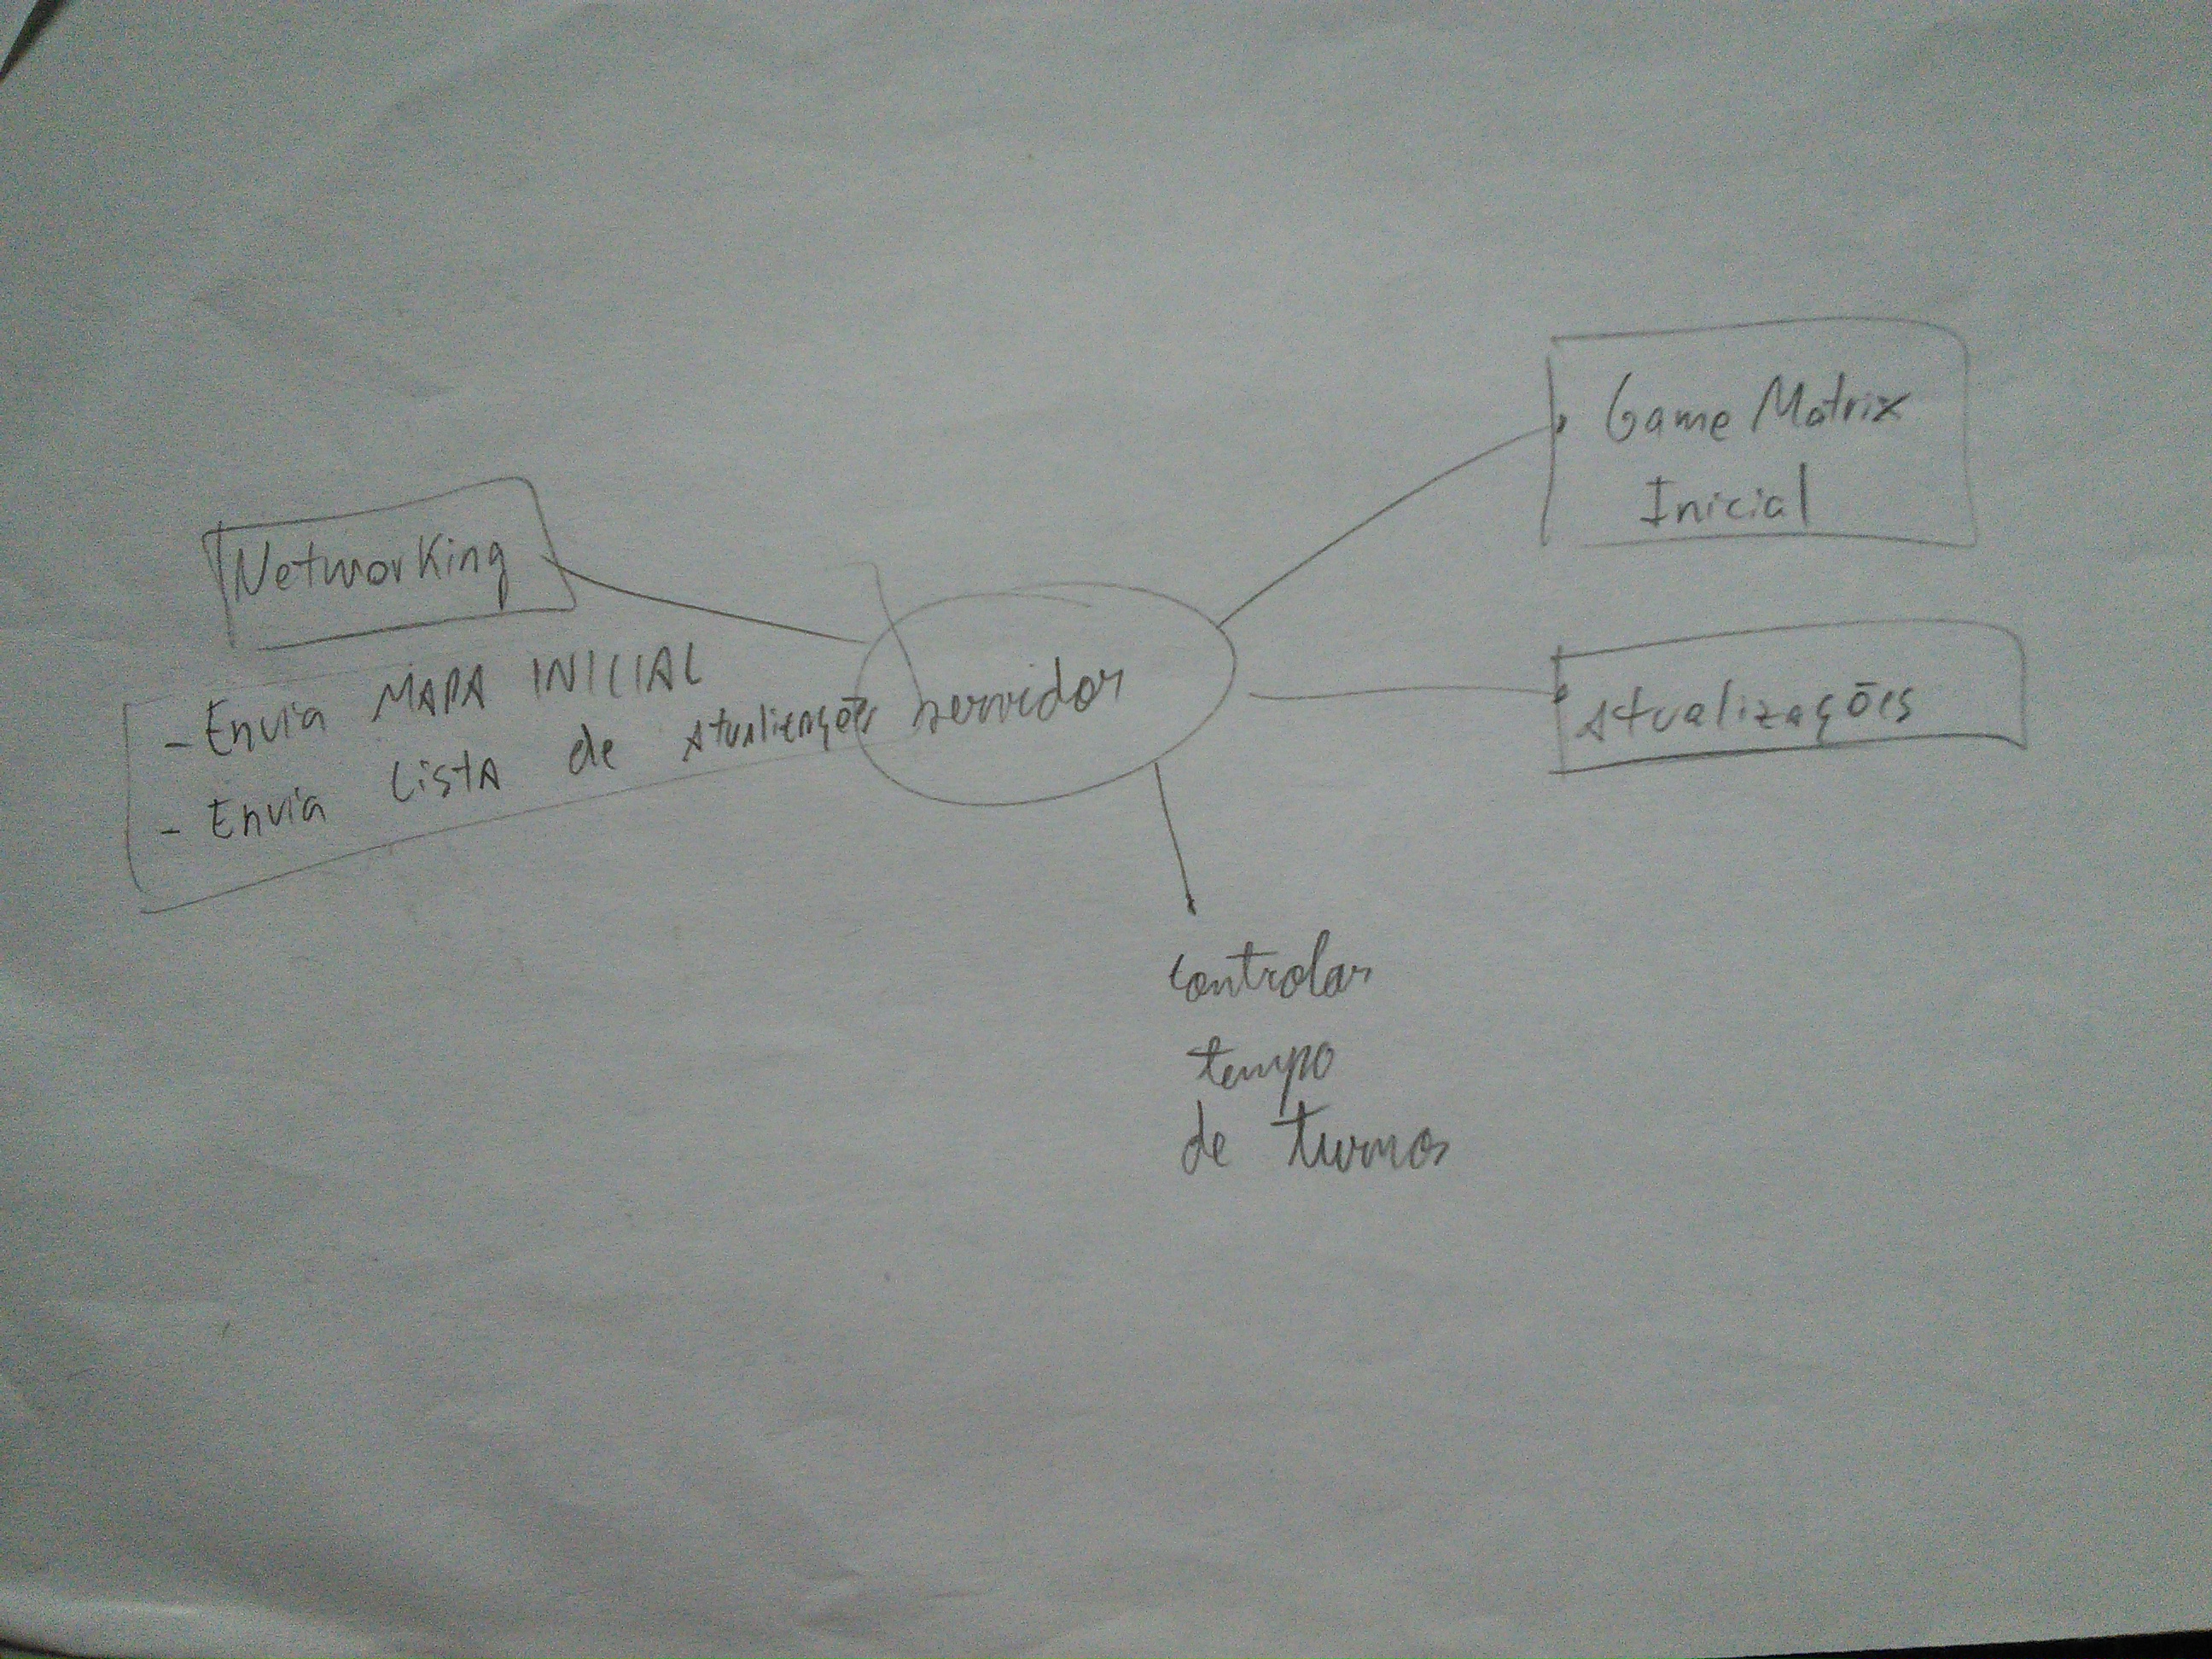 Networking
- Envia MAPA INICIAL
- Envia Lista de Atualizações
servidor
Game Matrix
Inicial
Atualizações
controlar
tempo
de turnos